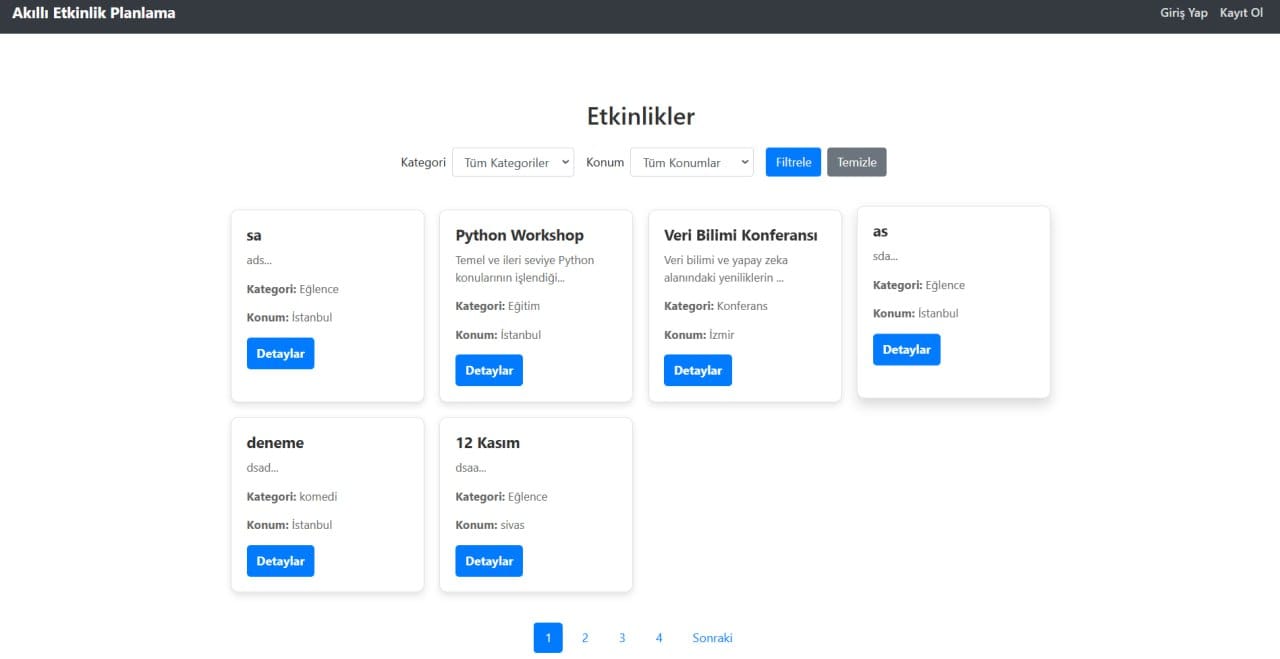 Akıllı Etkinlik Planlama
Giriş Yap Kayıt Ol
Etkinlikler
Kategori Tüm Kategoriler Konum Tüm Konumlar Filtrele Temizle
sa
ads...
Kategori: Eğlence
Konum: İstanbul
Detaylar
Python Workshop
Temel ve ileri seviye Python
konularının işlendiği...
Kategori: Eğitim
Konum: İstanbul
Detaylar
Veri Bilimi Konferansı
Veri bilimi ve yapay zeka
alanındaki yeniliklerin ...
Kategori: Konferans
Konum: İzmir
Detaylar
as
sda...
Kategori: Eğlence
Konum: İstanbul
Detaylar
deneme
dsad...
Kategori: komedi
Konum: İstanbul
Detaylar
12 Kasım
dsaa...
Kategori: Eğlence
Konum: sivas
Detaylar
1 2 3 4 Sonraki